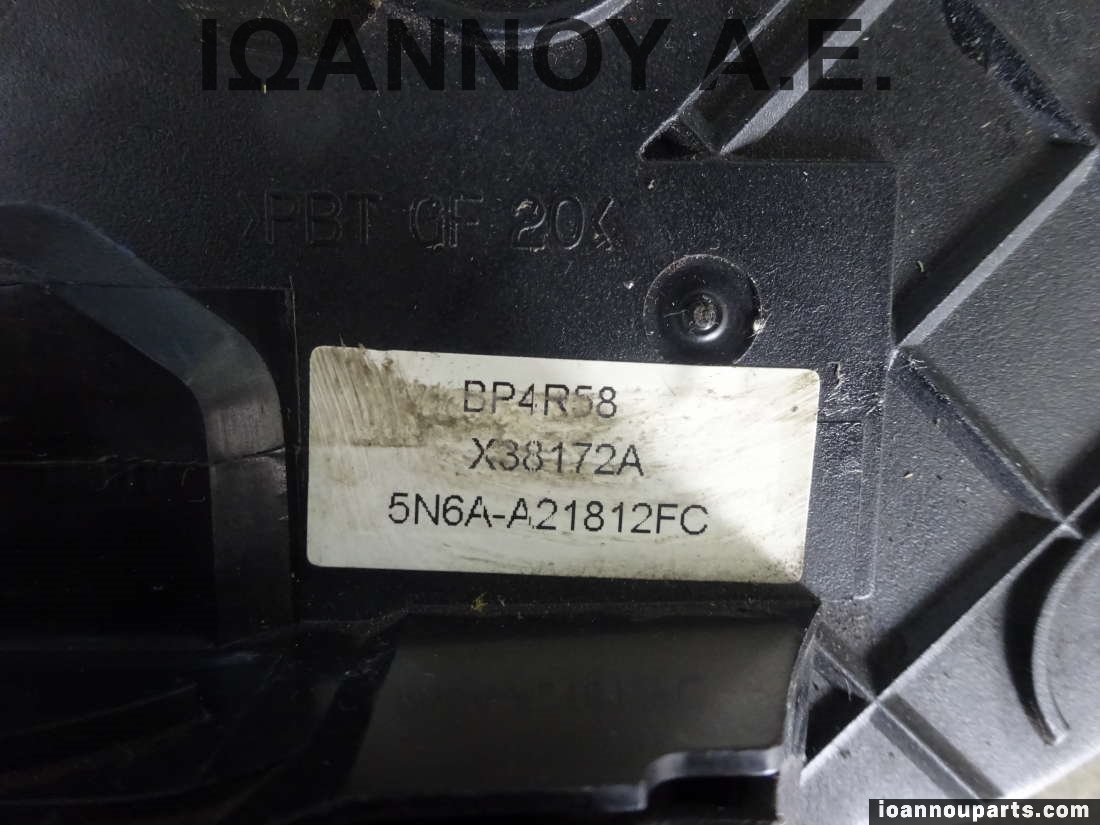 ΙΩΑΝΝΟΥ Α.Ε.
>PBT GF 20<
BP4R58
X38172A
5N6A-A21812FC
ioannouparts.com